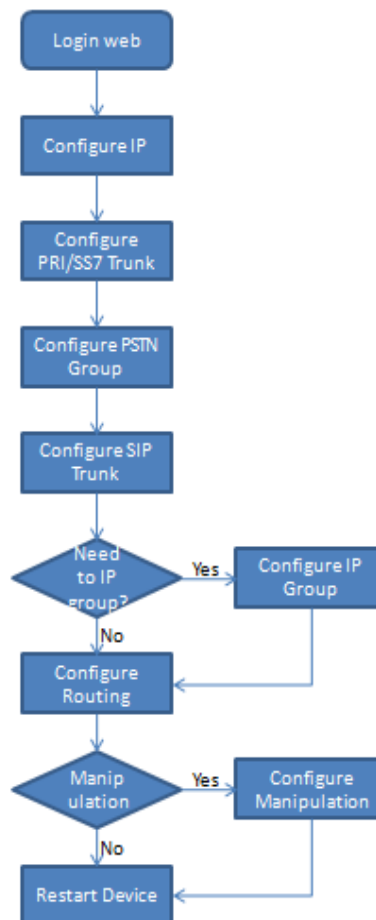 Login web
Configure IP
Configure
PRI/SS7 Trunk
Configure PSTN
Group
Configure SIP
Trunk
Need
to IP
group?
Yes
Configure IP
Group
No
Configure
Routing
Manip
ulation
Yes
Configure
Manipulation
No
Restart Device